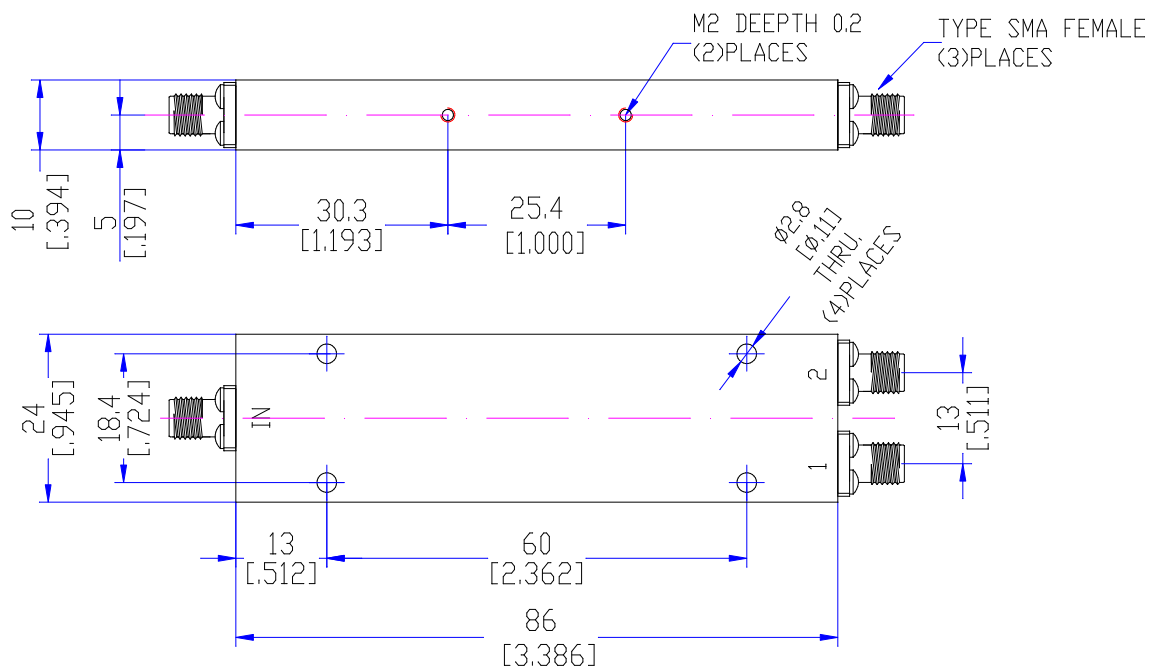 M2 DEEPTH 0.2
(2)PLACES
TYPE SMA FEMALE
(3)PLACES
10
[.394]
5
[.197]
30.3
[1.193]
25.4
[1.000]
Ø2.8
[Ø.11]
THRU,
(4)PLACES
24
[.945]
18.4
[.724]
IN
2
1
13
[.511]
13
[.512]
60
[2.362]
86
[3.386]